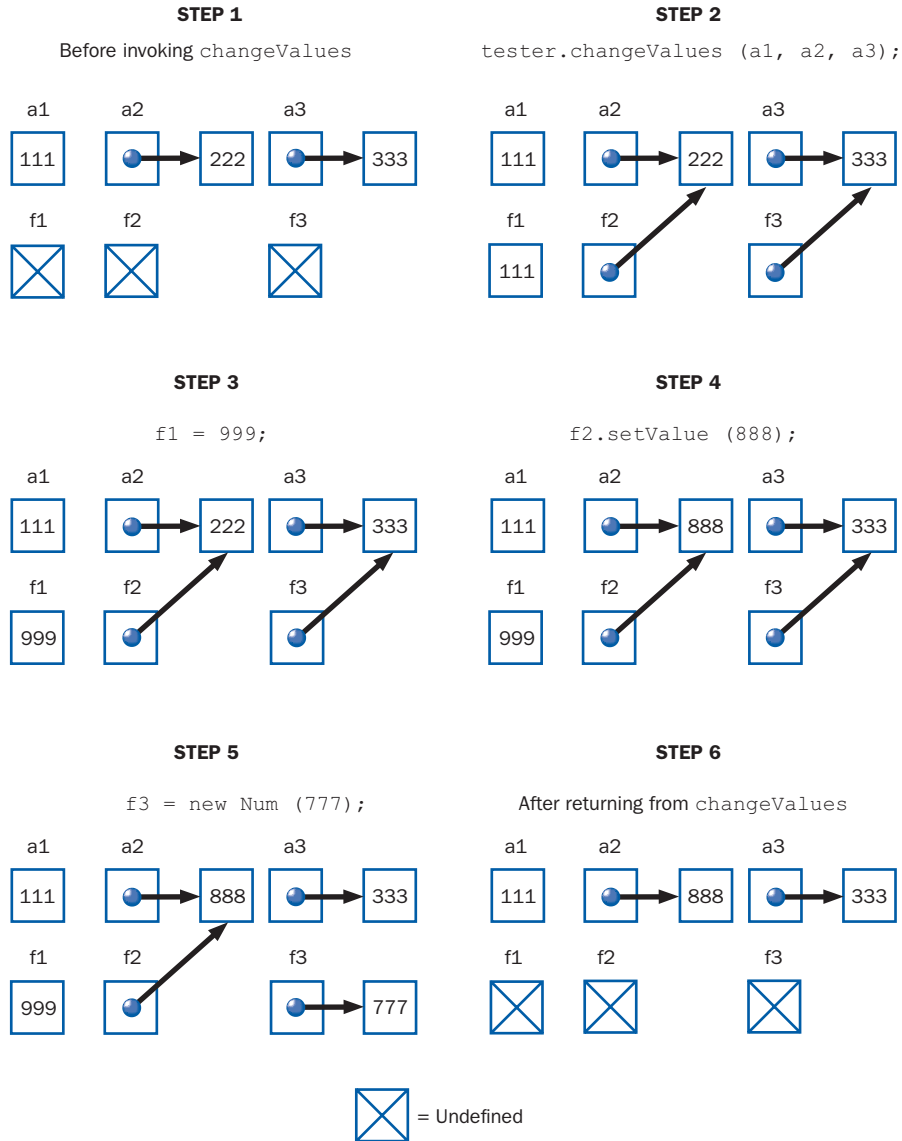 STEP 1
Before invoking changeValues
a1 a2 a3
111 222 333
f1 f2 f3
STEP 2
tester.changeValues (a1, a2, a3);
a1 a2 a3
111 222 333
f1 f2 f3
111
STEP 3
f1 = 999;
a1 a2 a3
111 222 333
f1 f2 f3
999
STEP 4
f2.setValue (888);
a1 a2 a3
111 888 333
f1 f2 f3
999
STEP 5
f3 = new Num (777);
a1 a2 a3
111 888 333
f1 f2 f3
999 777
STEP 6
After returning from changeValues
a1 a2 a3
111 888 333
f1 f2 f3
= Undefined